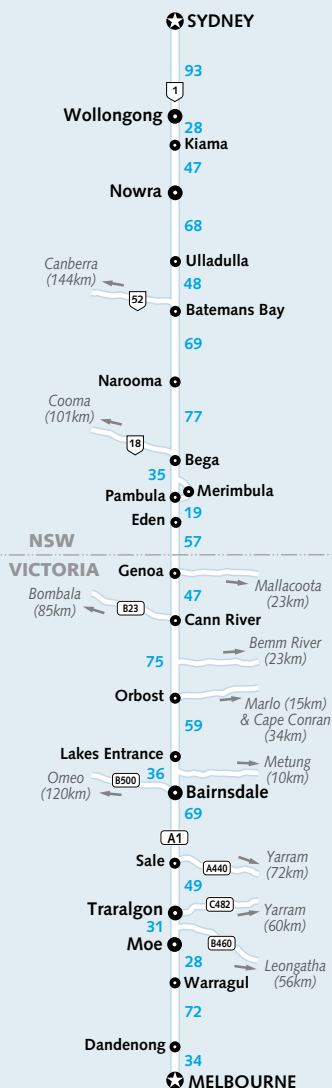 SYDNEY
93
1
Wollongong
28
Kiama
47
Nowra
68
Ulladulla
Canberra
(144km)
48
52
Batemans Bay
69
Narooma
Cooma
(101km)
77
18
Bega
35
Merimbula
Pambula
19
Eden
57
NSW
VICTORIA
Genoa
Mallacoota
(23km)
47
Bombala
(85km)
B23
Cann River
Bemm River
(23km)
75
Orbost
Marlo (15km)
& Cape Conran
(34km)
59
Lakes Entrance
Metung
(10km)
36
Omeo
(120km)
B500
Bairnsdale
69
A1
Sale
A440
Yarram
(72km)
49
C482
Traralgon
Yarram
(60km)
31
Moe
B460
28
Leongatha
(56km)
Warragul
72
Dandenong
34
MELBOURNE